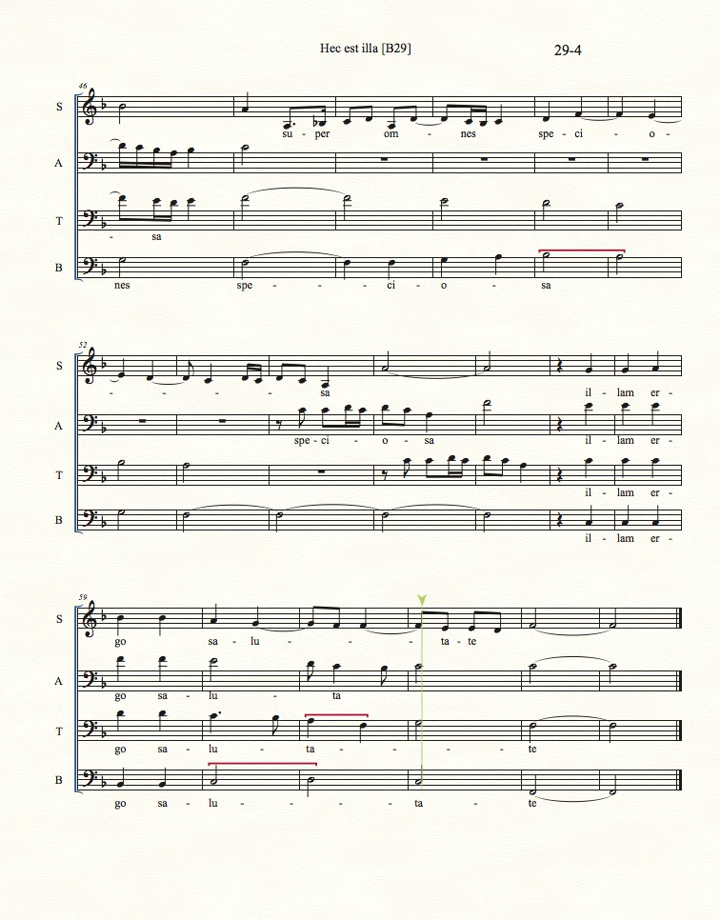 Hec est illa [B29] 29-4
46
S
su - per om - nes spe - ci - o -
A
T
- sa
B
nes spe - - - ci - o - sa
52
S
- - - - - sa il - lam er -
A
spe - ci - o - sa il - lam er -
T
il - lam er -
B
il - lam er -
59
S
go sa - lu - - - - ta - te
A
go sa - lu - ta - - - te
T
go sa - lu - ta - - - - te
B
go sa - lu - - - - ta - te